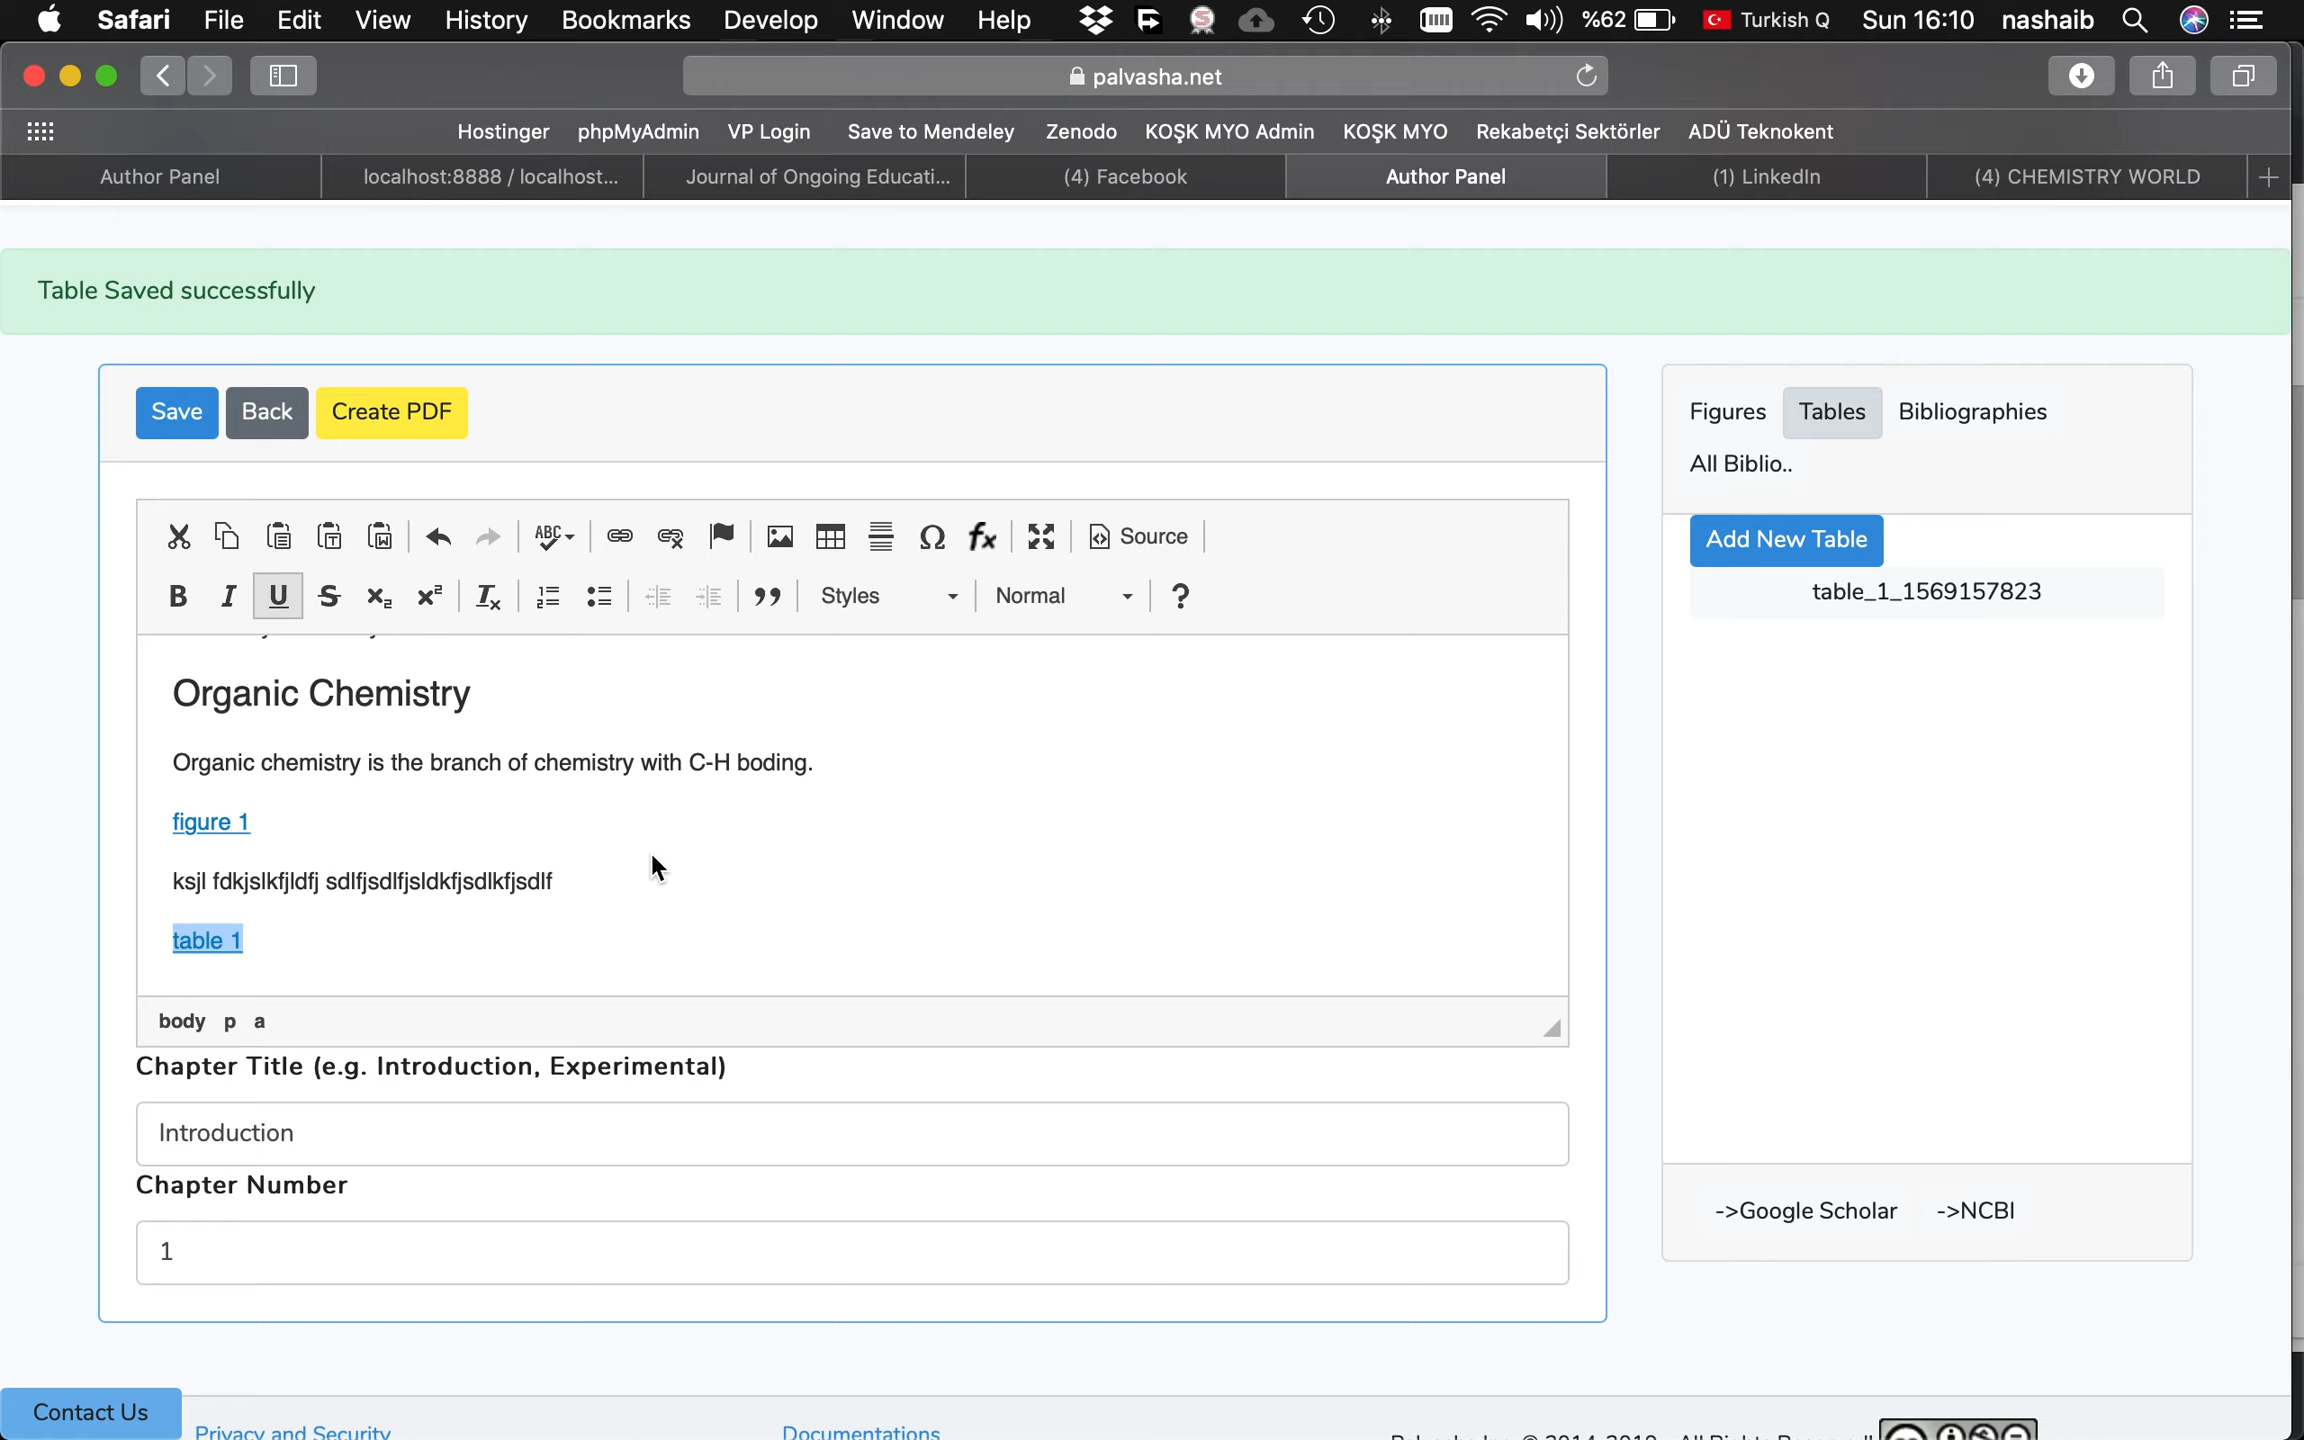 Safari File Edit View History Bookmarks Develop Window Help %62 Turkish Q Sun 16:10 nashaib
palvasha.net
Hostinger phpMyAdmin VP Login Save to Mendeley Zenodo KOŞK MYO Admin KOŞK MYO Rekabetçi Sektörler ADÜ Teknokent
Author Panel localhost:8888 / localhost... Journal of Ongoing Educati... (4) Facebook Author Panel (1) LinkedIn (4) CHEMISTRY WORLD
Table Saved successfully
Save Back Create PDF
Figures Tables Bibliographies
All Biblio..
ABC Ω fx Source
B I U S x₂ x² Tx Styles Normal ?
Add New Table
table_1_1569157823
Organic Chemistry
Organic chemistry is the branch of chemistry with C-H boding.
figure 1
ksjl fdkjslkfjldfj sdlfjsdlfjsldkfjsdlkfjsdlf
table 1
body p a
Chapter Title (e.g. Introduction, Experimental)
Introduction
Chapter Number
1
->Google Scholar ->NCBI
Contact Us
Privacy and Security
Documentations